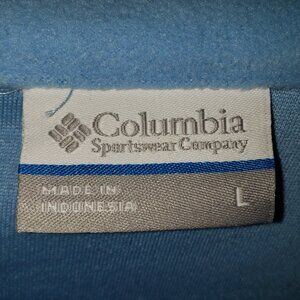 Columbia
Sportswear Company
MADE IN
INDONESIA
L